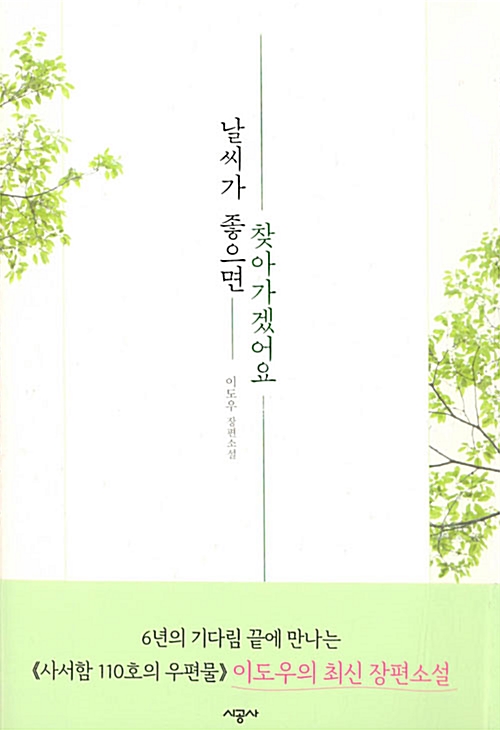 날씨가 좋으면
찾아가겠어요
이도우 장편소설
6년의 기다림 끝에 만나는
《사서함 110호의 우편물》 이도우의 최신 장편소설
시공사